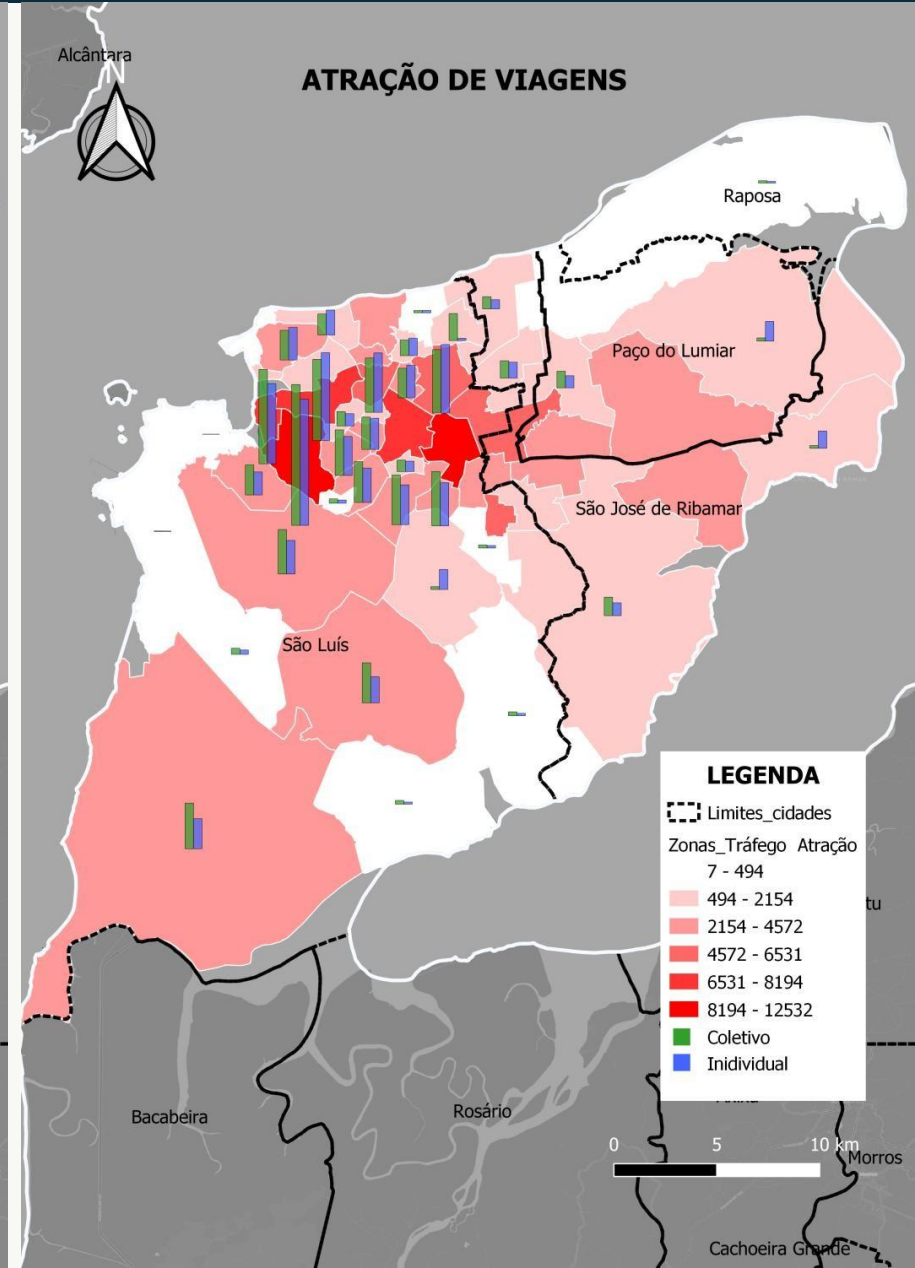 Alcântara
N
ATRAÇÃO DE VIAGENS
Raposa
Paço do Lumiar
São José de Ribamar
São Luís
LEGENDA
Limites_cidades
Zonas_Tráfego Atração
7 - 494
494 - 2154
2154 - 4572
4572 - 6531
6531 - 8194
8194 - 12532
Coletivo
Inidividual
tu
Bacabeira
Rosário
0 5 10 km
Morros
Cachoeira Grande